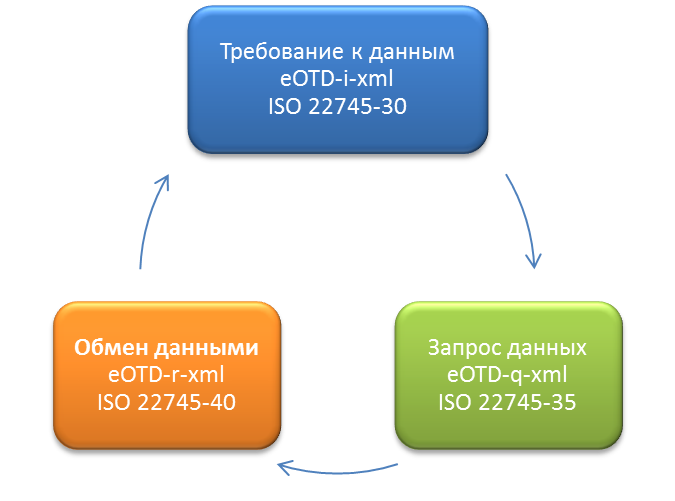 Требование к данным
eOTD-i-xml
ISO 22745-30
Обмен данными
eOTD-r-xml
ISO 22745-40
Запрос данных
eOTD-q-xml
ISO 22745-35